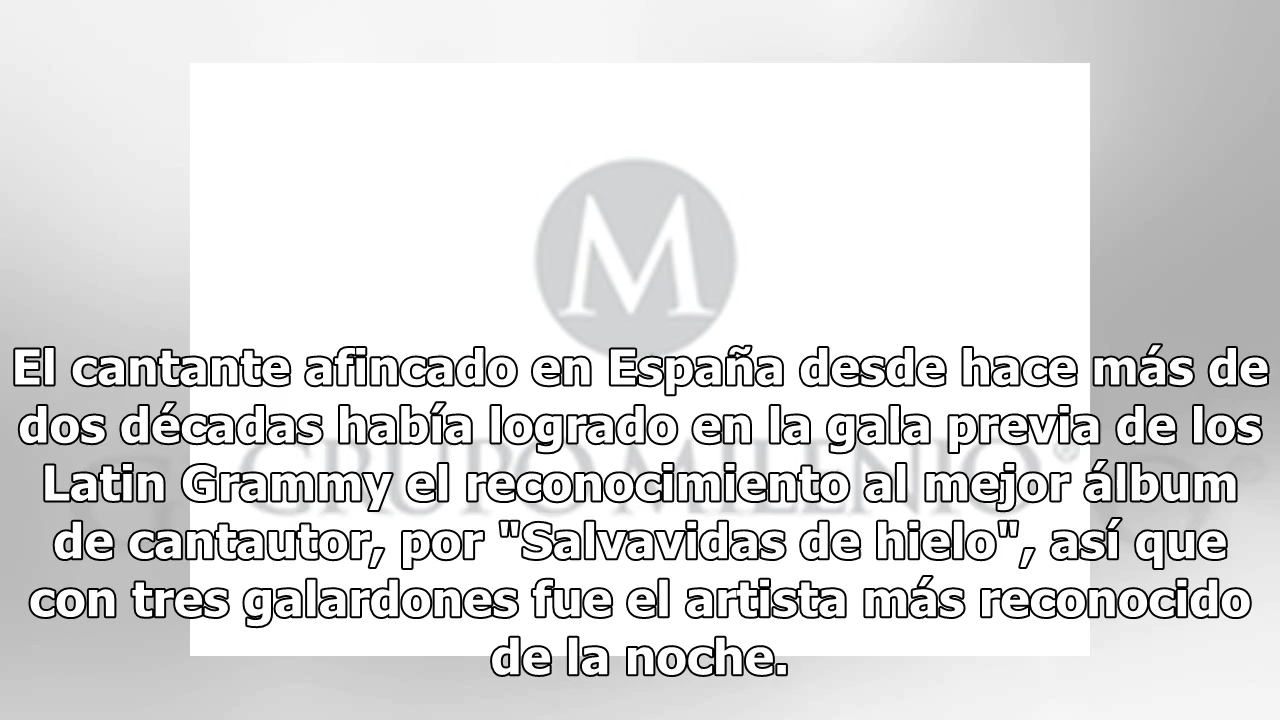 M
El cantante afincado en España desde hace más de
dos décadas había logrado en la gala previa de los
GRUPO MILENIO®
Latin Grammy el reconocimiento al mejor álbum
de cantautor, por "Salvavidas de hielo", así que
con tres galardones fue el artista más reconocido
de la noche.